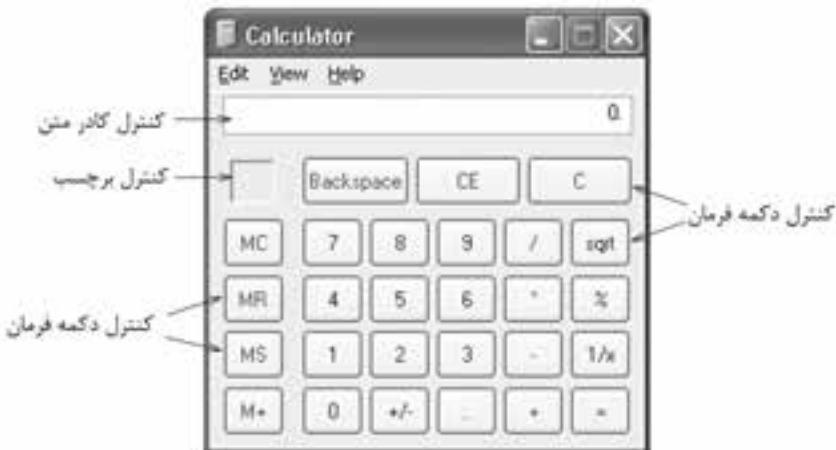 Calculator
Edit View Help
کنترل کادر متن
0.
کنترل برچسب
Backspace CE C
کنترل دکمه فرمان
MC 7 8 9 / sqrt
MR 4 5 6 * %
کنترل دکمه فرمان
MS 1 2 3 - 1/x
M+ 0 +/- . + =